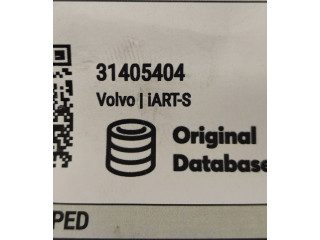 31405404
Volvo | iART-S
Original
Database
PED